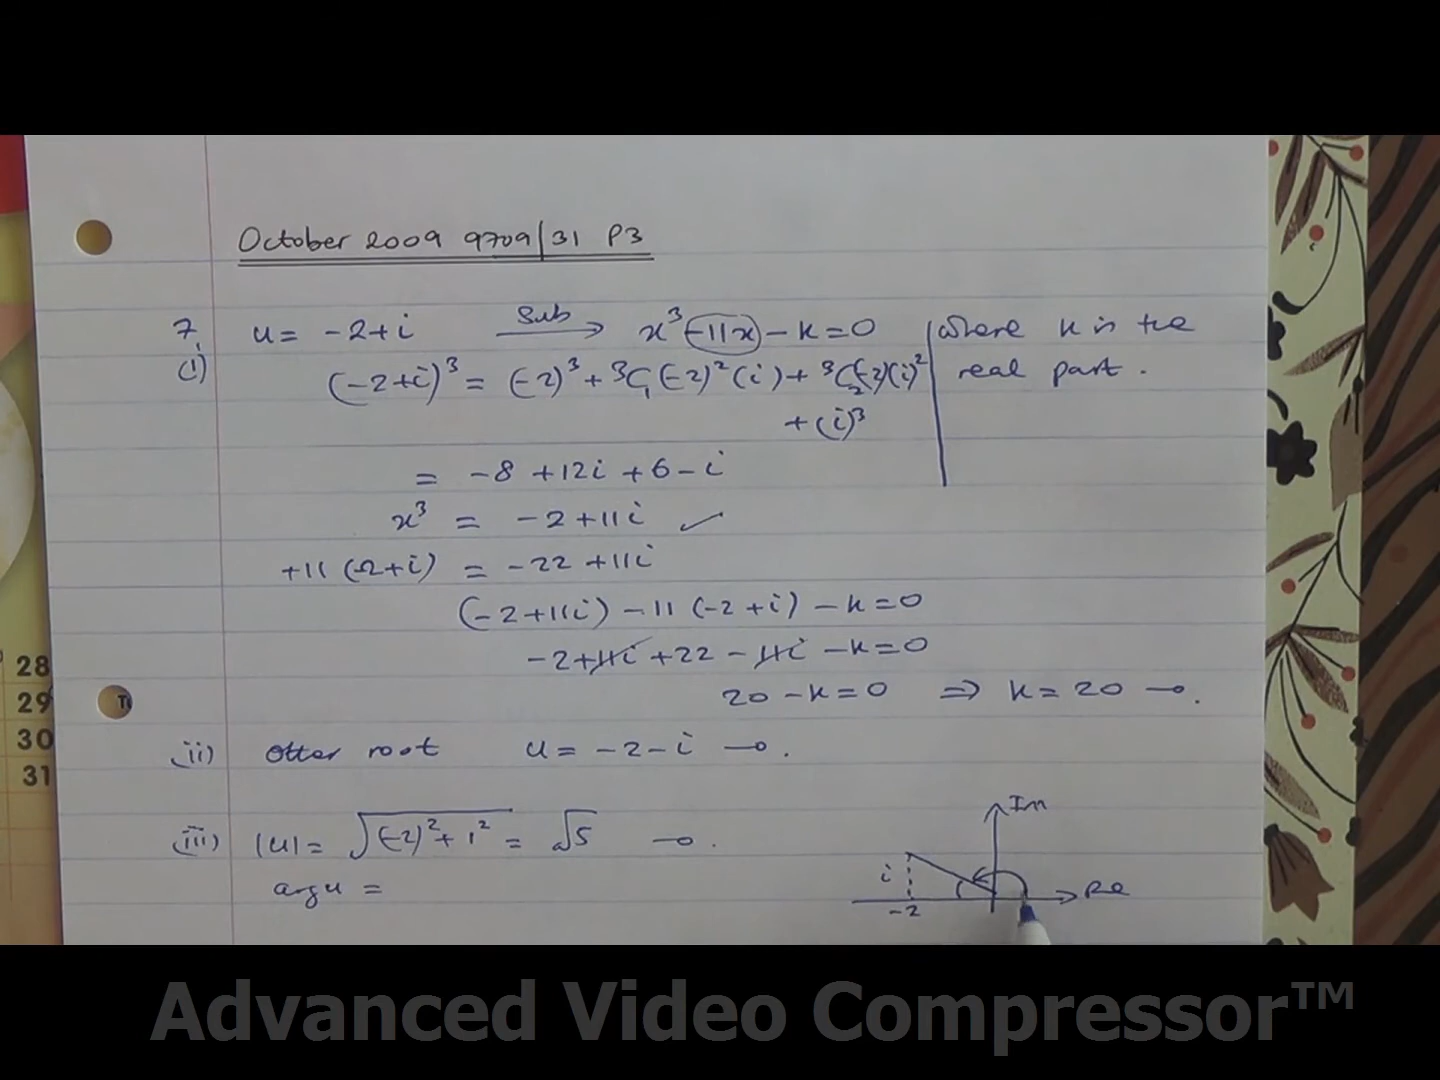 October 2009 9709/31 P3
7, u = -2+i Sub → x³ -11x - k = 0 | where k is the
(i) (-2+i)³ = (-2)³ + ³C₁(-2)²(i) + ³C₂(-2)(i)² | real part.
+ (i)³
= -8 + 12i + 6 - i
x³ = -2 + 11i ✓
+11 (-2+i) = -22 + 11i
(-2+11i) - 11 (-2+i) - k = 0
-2 + 11i + 22 - 11i - k = 0
20 - k = 0 ⇒ k = 20
(ii) Other root u = -2 - i
(iii) |u| = √(-2)² + 1² = √5
arg u =
Im
i
Re
-2
28
29
30
31
Advanced Video Compressor™